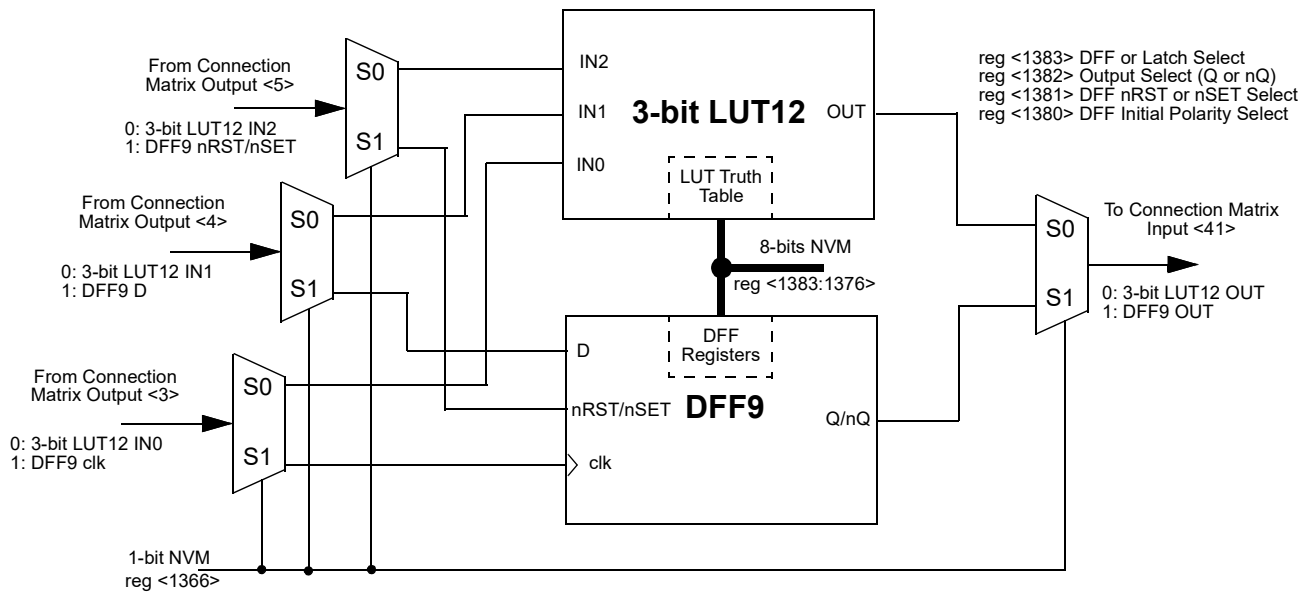 From Connection
Matrix Output <5>
0: 3-bit LUT12 IN2
1: DFF9 nRST/nSET
S0
S1
From Connection
Matrix Output <4>
0: 3-bit LUT12 IN1
1: DFF9 D
S0
S1
From Connection
Matrix Output <3>
0: 3-bit LUT12 IN0
1: DFF9 clk
S0
S1
1-bit NVM
reg <1366>
IN2
IN1
IN0
3-bit LUT12
OUT
LUT Truth
Table
8-bits NVM
reg <1383:1376>
DFF
Registers
D
nRST/nSET
clk
DFF9
Q/nQ
reg <1383> DFF or Latch Select
reg <1382> Output Select (Q or nQ)
reg <1381> DFF nRST or nSET Select
reg <1380> DFF Initial Polarity Select
S0
S1
To Connection Matrix
Input <41>
0: 3-bit LUT12 OUT
1: DFF9 OUT